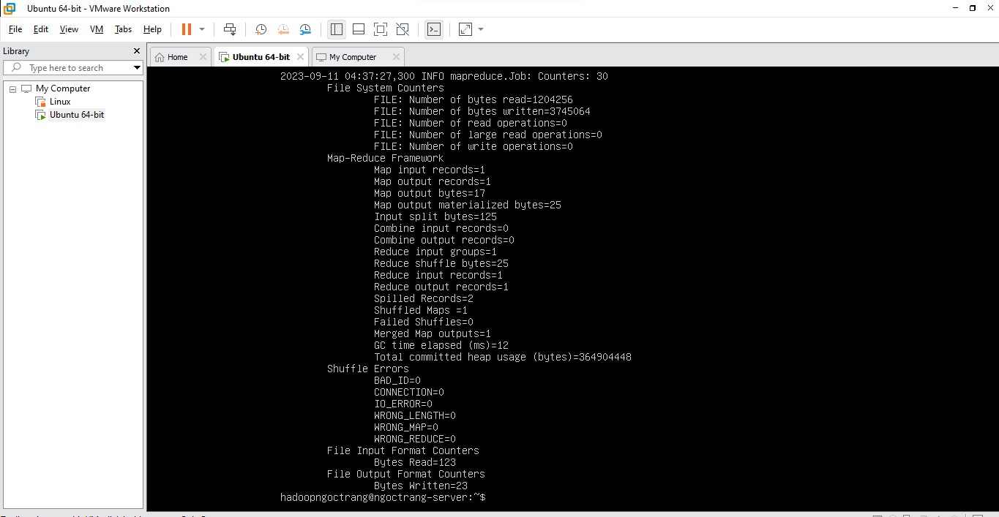 Ubuntu 64-bit - VMware Workstation
File Edit View VM Tabs Help
Library
Type here to search
My Computer
Linux
Ubuntu 64-bit
Home
Ubuntu 64-bit
My Computer
2023-09-11 04:37:27,300 INFO mapreduce.Job: Counters: 30
File System Counters
FILE: Number of bytes read=1204256
FILE: Number of bytes written=3745064
FILE: Number of read operations=0
FILE: Number of large read operations=0
FILE: Number of write operations=0
Map-Reduce Framework
Map input records=1
Map output records=1
Map output bytes=17
Map output materialized bytes=25
Input split bytes=125
Combine input records=0
Combine output records=0
Reduce input groups=1
Reduce shuffle bytes=25
Reduce input records=1
Reduce output records=1
Spilled Records=2
Shuffled Maps =1
Failed Shuffles=0
Merged Map outputs=1
GC time elapsed (ms)=12
Total committed heap usage (bytes)=364904448
Shuffle Errors
BAD_ID=0
CONNECTION=0
IO_ERROR=0
WRONG_LENGTH=0
WRONG_MAP=0
WRONG_REDUCE=0
File Input Format Counters
Bytes Read=123
File Output Format Counters
Bytes Written=23
hadoopngoctrang@ngoctrang-server:~$